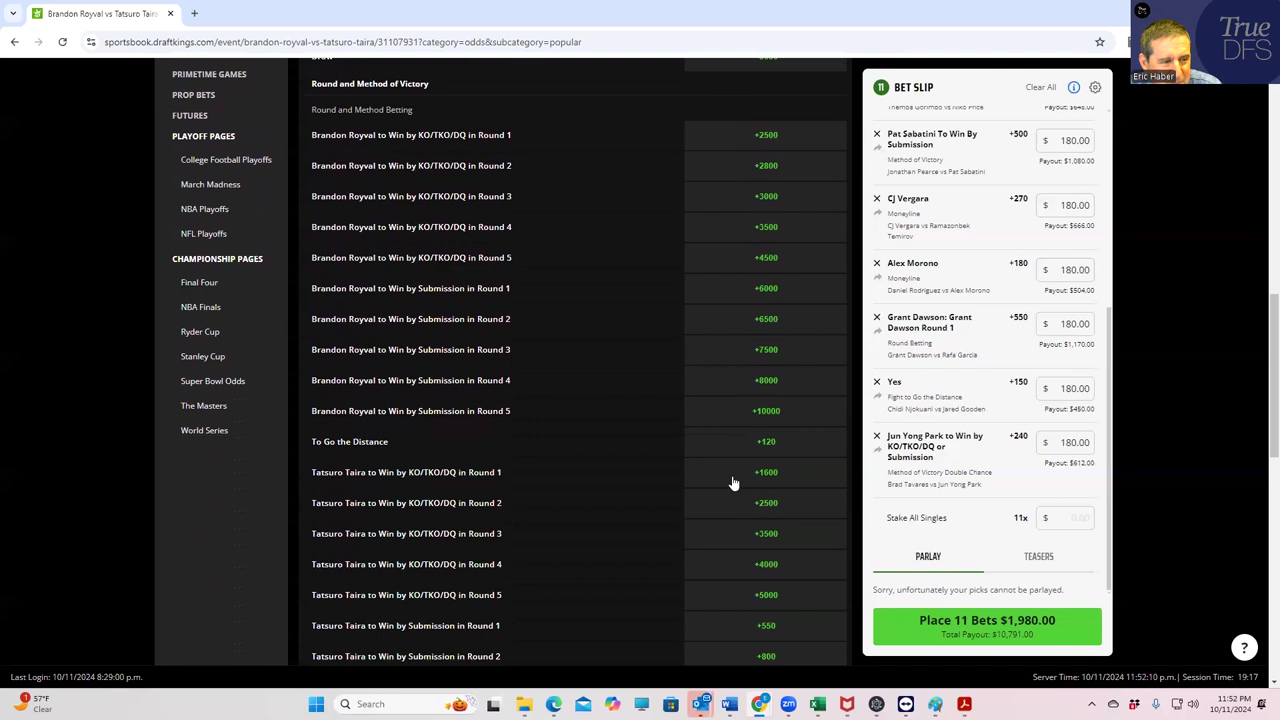 Brandon Royval vs Tatsuro Taira
sportsbook.draftkings.com/event/brandon-royval-vs-tatsuro-taira/31107931?category=odds&subcategory=popular
True
DFS
Eric Haber
PRIMETIME GAMES
PROP BETS
FUTURES
PLAYOFF PAGES
College Football Playoffs
March Madness
NBA Playoffs
NFL Playoffs
CHAMPIONSHIP PAGES
Final Four
NBA Finals
Ryder Cup
Stanley Cup
Super Bowl Odds
The Masters
World Series
Round and Method of Victory
Round and Method Betting
Brandon Royval to Win by KO/TKO/DQ in Round 1 +2500
Brandon Royval to Win by KO/TKO/DQ in Round 2 +2800
Brandon Royval to Win by KO/TKO/DQ in Round 3 +3000
Brandon Royval to Win by KO/TKO/DQ in Round 4 +3500
Brandon Royval to Win by KO/TKO/DQ in Round 5 +4500
Brandon Royval to Win by Submission in Round 1 +6000
Brandon Royval to Win by Submission in Round 2 +6500
Brandon Royval to Win by Submission in Round 3 +7500
Brandon Royval to Win by Submission in Round 4 +8000
Brandon Royval to Win by Submission in Round 5 +10000
To Go the Distance +120
Tatsuro Taira to Win by KO/TKO/DQ in Round 1 +1600
Tatsuro Taira to Win by KO/TKO/DQ in Round 2 +2500
Tatsuro Taira to Win by KO/TKO/DQ in Round 3 +3500
Tatsuro Taira to Win by KO/TKO/DQ in Round 4 +4000
Tatsuro Taira to Win by KO/TKO/DQ in Round 5 +5000
Tatsuro Taira to Win by Submission in Round 1 +550
Tatsuro Taira to Win by Submission in Round 2 +800
11 BET SLIP Clear All
Themba Gorimbo vs Niko Price Payout: $648.00
Pat Sabatini To Win By +500 $ 180.00
Submission
Method of Victory Payout: $1,080.00
Jonathan Pearce vs Pat Sabatini
CJ Vergara +270 $ 180.00
Moneyline
CJ Vergara vs Ramazonbek Payout: $666.00
Temirov
Alex Morono +180 $ 180.00
Moneyline
Daniel Rodriguez vs Alex Morono Payout: $504.00
Grant Dawson: Grant +550 $ 180.00
Dawson Round 1
Round Betting Payout: $1,170.00
Grant Dawson vs Rafa Garcia
Yes +150 $ 180.00
Fight to Go the Distance
Chidi Njokuani vs Jared Gooden Payout: $450.00
Jun Yong Park to Win by +240 $ 180.00
KO/TKO/DQ or
Submission Payout: $612.00
Method of Victory Double Chance
Brad Tavares vs Jun Yong Park
Stake All Singles 11x $ 0.00
PARLAY TEASERS
Sorry, unfortunately your picks cannot be parlayed.
Place 11 Bets $1,980.00
Total Payout: $10,791.00
?
Last Login: 10/11/2024 8:29:00 p.m. Server Time: 10/11/2024 11:52:10 p.m.| Session Time: 19:17
57°F
Rain
Search
11:52 PM
10/11/2024